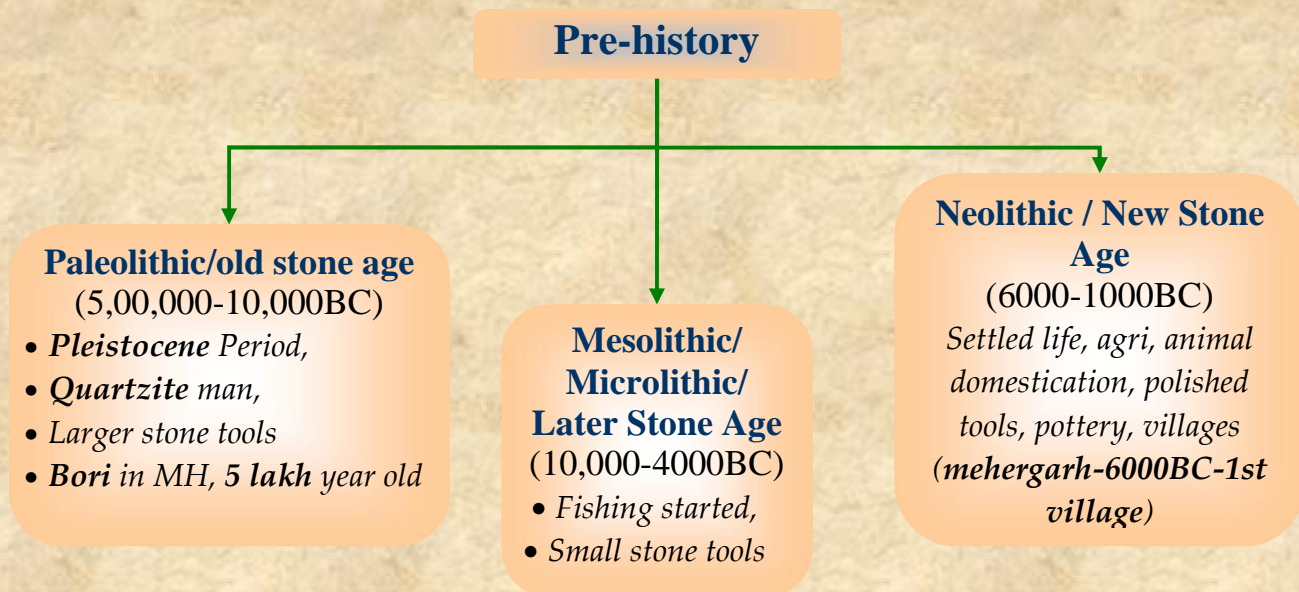 Pre-history
Paleolithic/old stone age
(5,00,000-10,000BC)
• Pleistocene Period,
• Quartzite man,
• Larger stone tools
• Bori in MH, 5 lakh year old
Mesolithic/
Microlithic/
Later Stone Age
(10,000-4000BC)
• Fishing started,
• Small stone tools
Neolithic / New Stone
Age
(6000-1000BC)
Settled life, agri, animal
domestication, polished
tools, pottery, villages
(mehergarh-6000BC-1st
village)